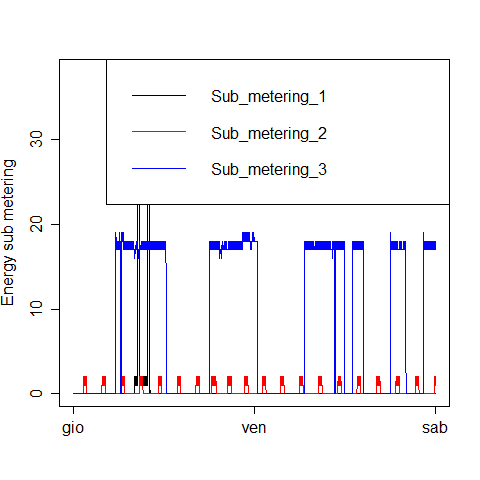 Sub_metering_1
Sub_metering_2
Sub_metering_3
Energy sub metering
30
20
10
0
gio ven sab